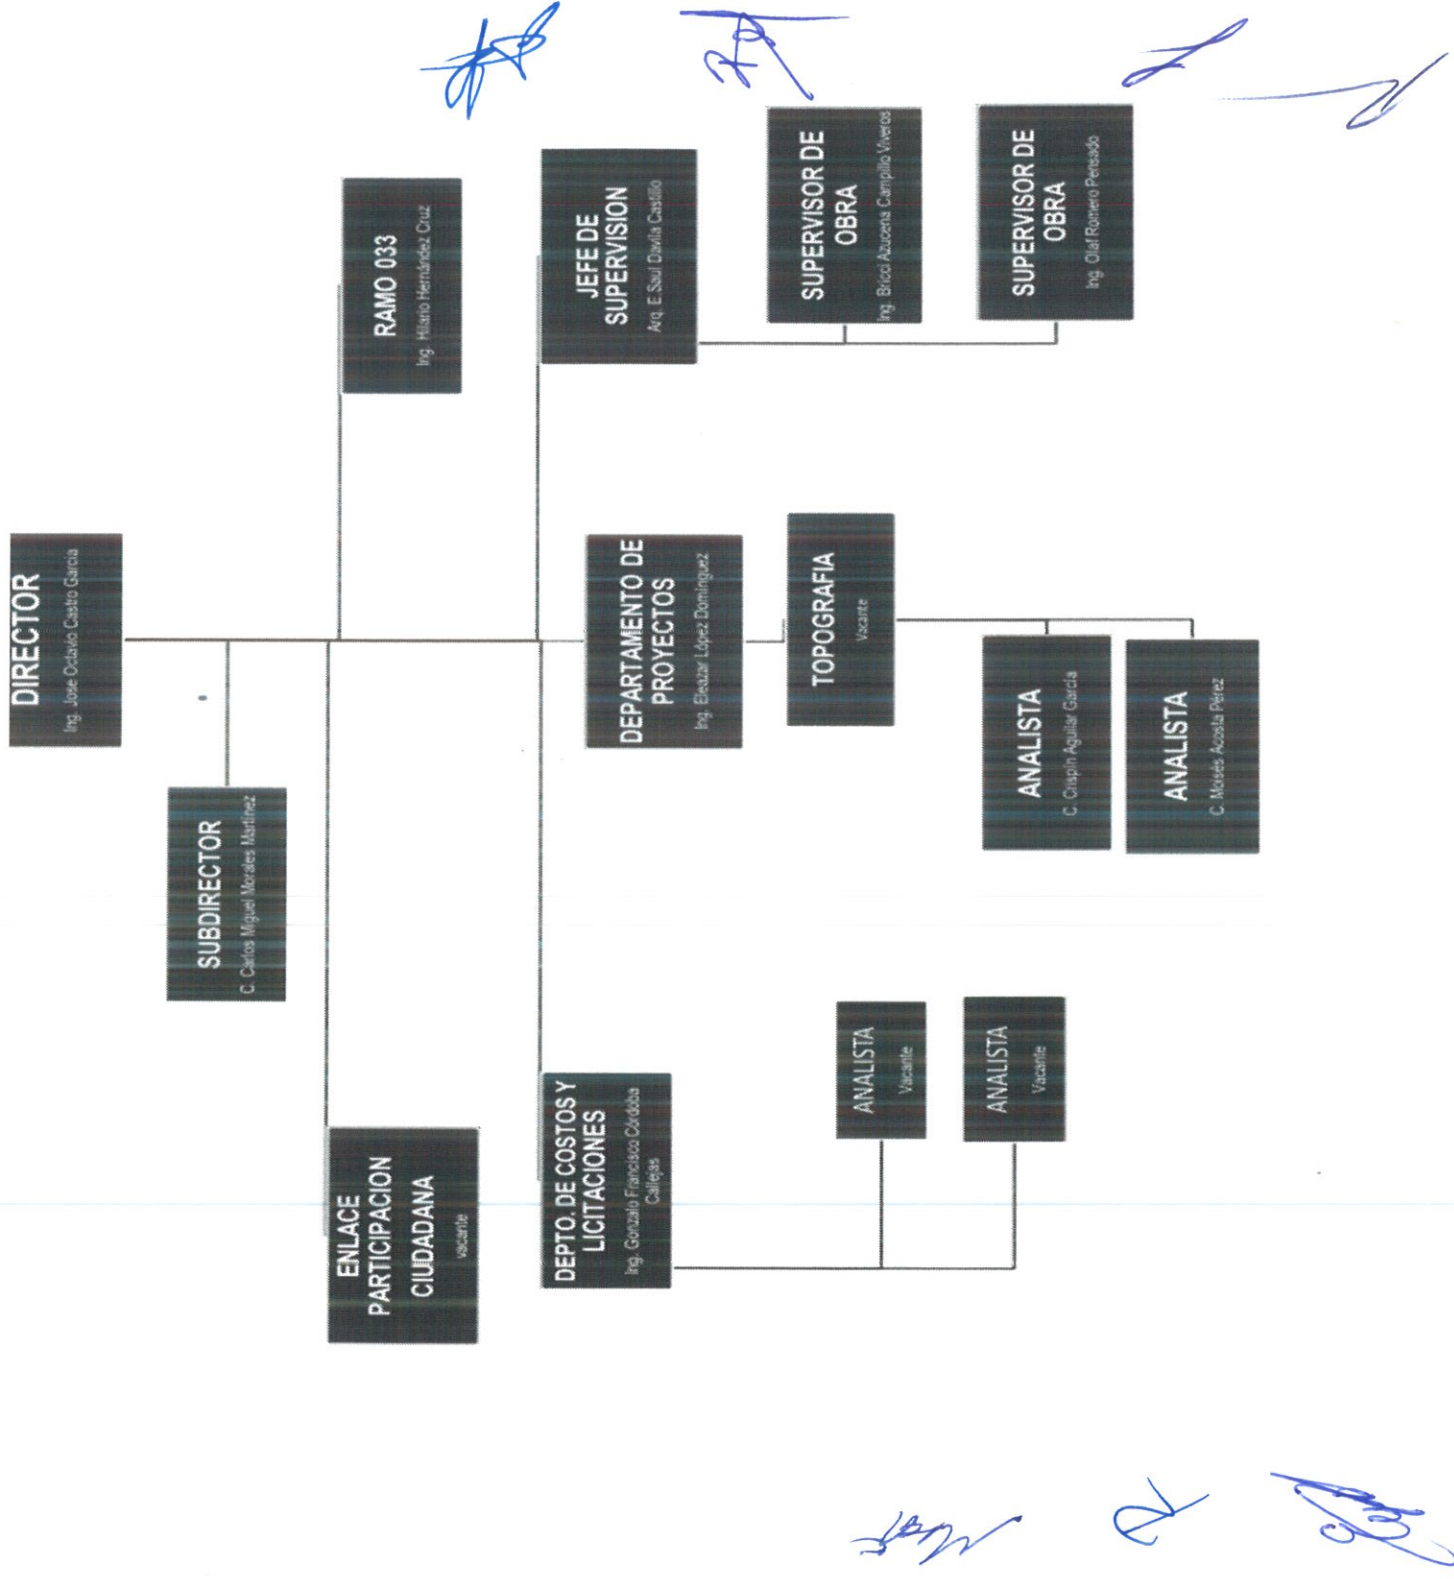 DIRECTOR
Ing. Jose Octavio Castro Garcia
SUBDIRECTOR
C. Carlos Miguel Morales Martínez
ENLACE
PARTICIPACION
CIUDADANA
vacante
RAMO 033
Ing. Hilario Hernández Cruz
DEPTO. DE COSTOS Y
LICITACIONES
Ing. Gonzalo Francisco Córdoba
Callejas
ANALISTA
Vacante
ANALISTA
Vacante
DEPARTAMENTO DE
PROYECTOS
Ing. Eleazar López Domínguez
TOPOGRAFIA
Vacante
ANALISTA
C. Crispín Aguilar García
ANALISTA
C. Moisés Acosta Pérez
JEFE DE
SUPERVISION
Arq. E Saul Davila Castillo
SUPERVISOR DE
OBRA
Ing. Bricci Azucena Campillo Viveros
SUPERVISOR DE
OBRA
Ing. Olaf Romero Pensado